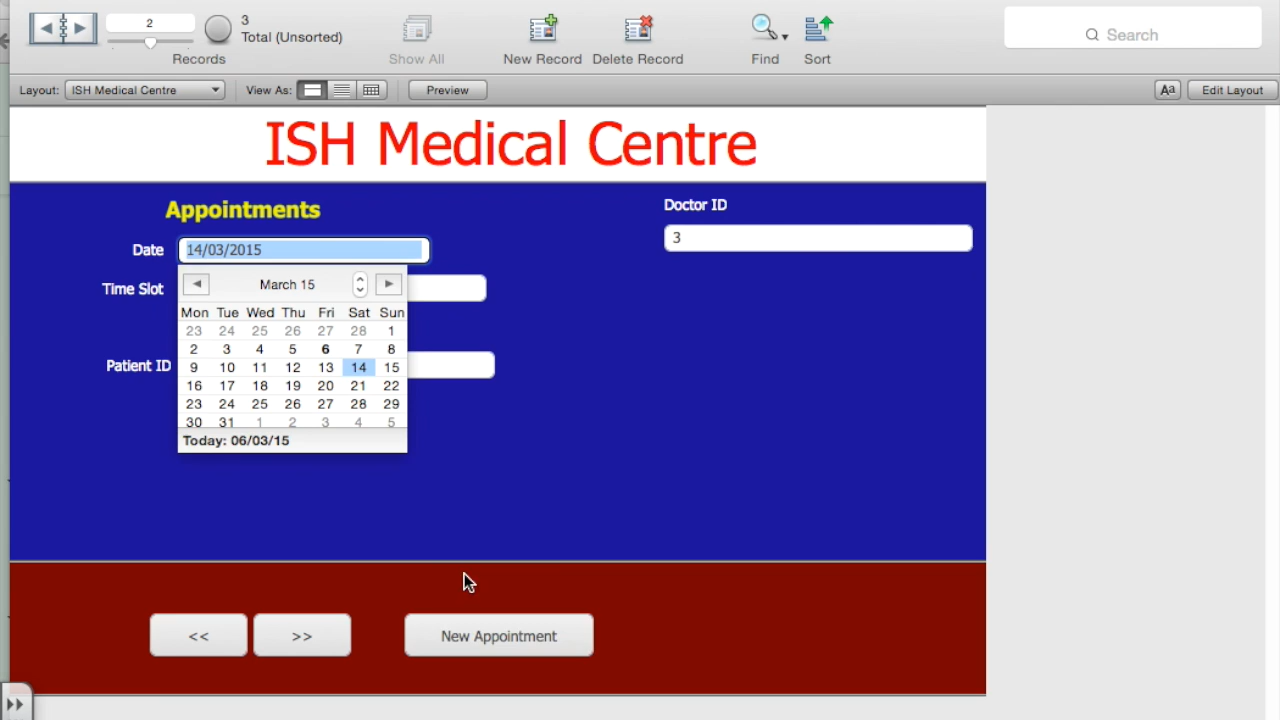 2
3
Total (Unsorted)
Records
Show All
New Record
Delete Record
Find
Sort
Search
Layout:
ISH Medical Centre
View As:
Preview
Aa
Edit Layout
ISH Medical Centre
Appointments
Doctor ID
Date
14/03/2015
3
Time Slot
Patient ID
March 15
Mon Tue Wed Thu Fri Sat Sun
23 24 25 26 27 28 1
2 3 4 5 6 7 8
9 10 11 12 13 14 15
16 17 18 19 20 21 22
23 24 25 26 27 28 29
30 31 1 2 3 4 5
Today: 06/03/15
<<
>>
New Appointment